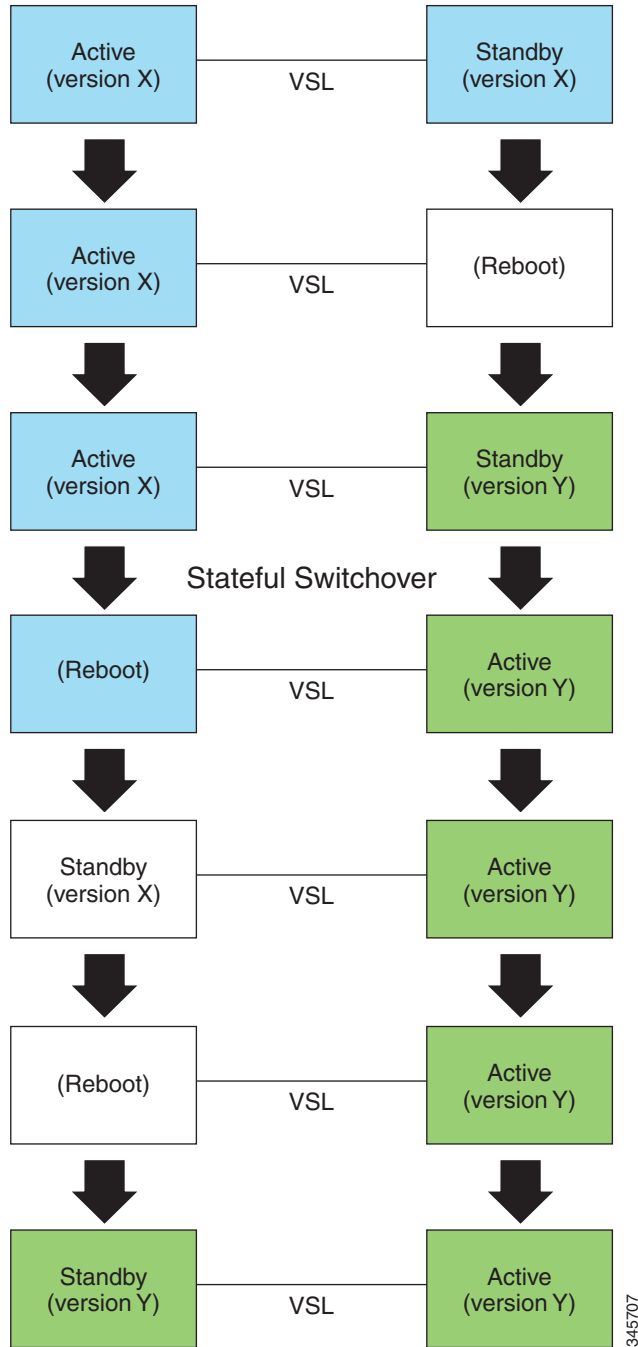 Active
(version X)
VSL
Standby
(version X)
Active
(version X)
VSL
(Reboot)
Active
(version X)
VSL
Standby
(version Y)
Stateful Switchover
(Reboot)
VSL
Active
(version Y)
Standby
(version X)
VSL
Active
(version Y)
(Reboot)
VSL
Active
(version Y)
Standby
(version Y)
VSL
Active
(version Y)
345707